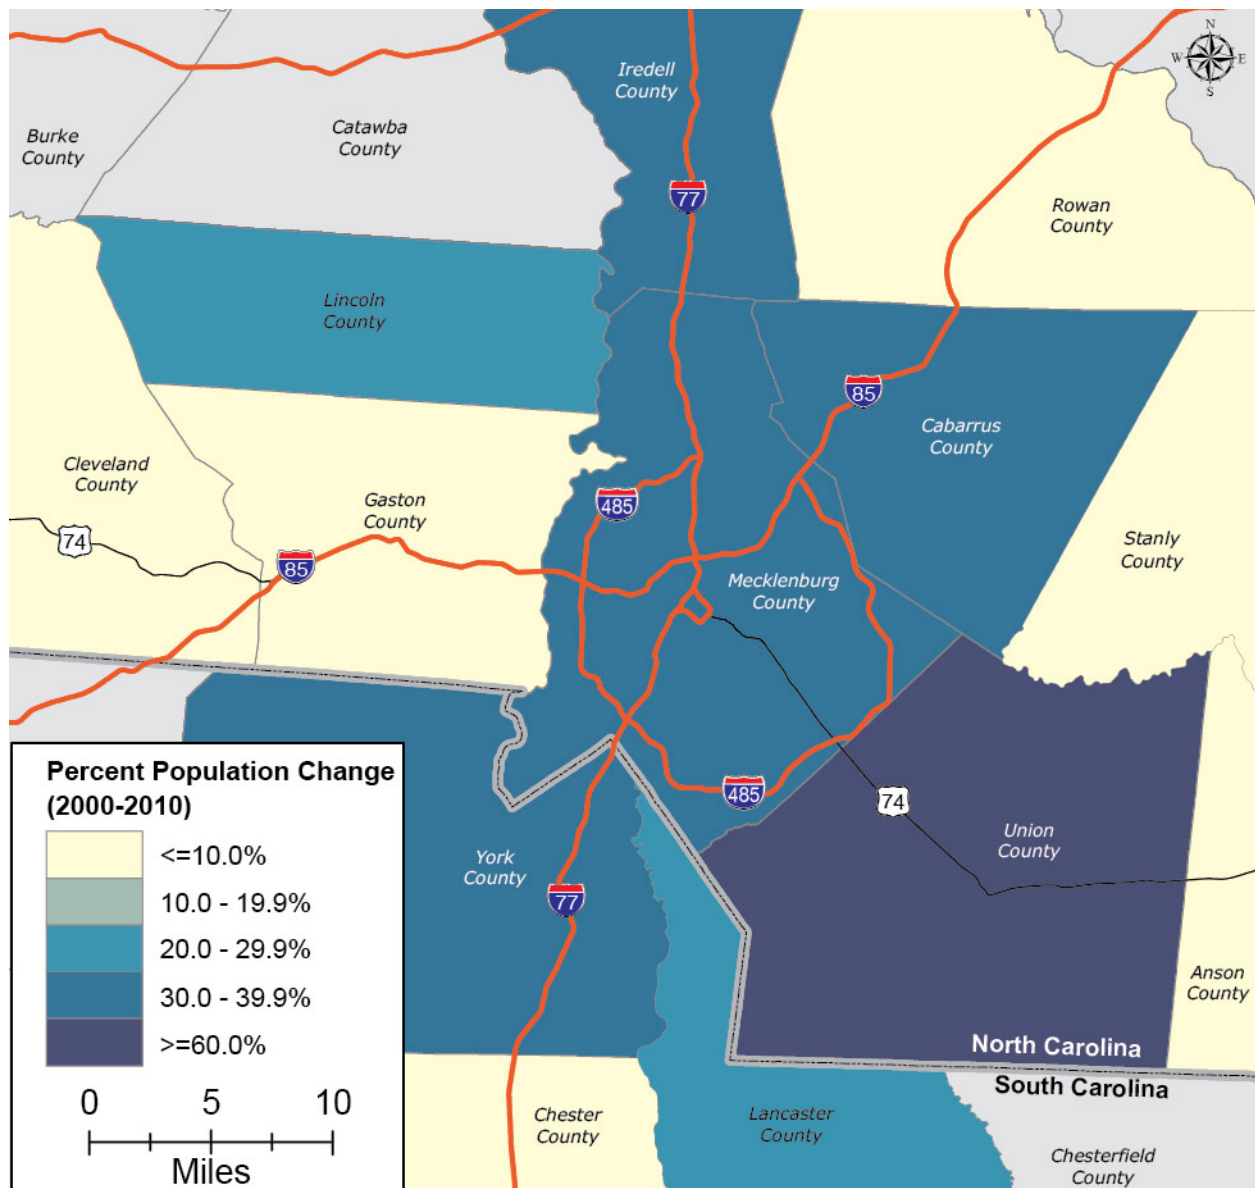 N
W E
S
Iredell
County
Burke
County
Catawba
County
77
Rowan
County
Lincoln
County
85
Cabarrus
County
Cleveland
County
Gaston
County
485
74
85
Stanly
County
Mecklenburg
County
Percent Population Change
(2000-2010)
<=10.0%
10.0 - 19.9%
20.0 - 29.9%
30.0 - 39.9%
>=60.0%
0 5 10
Miles
485
74
Union
County
York
County
77
Anson
County
North Carolina
South Carolina
Chester
County
Lancaster
County
Chesterfield
County